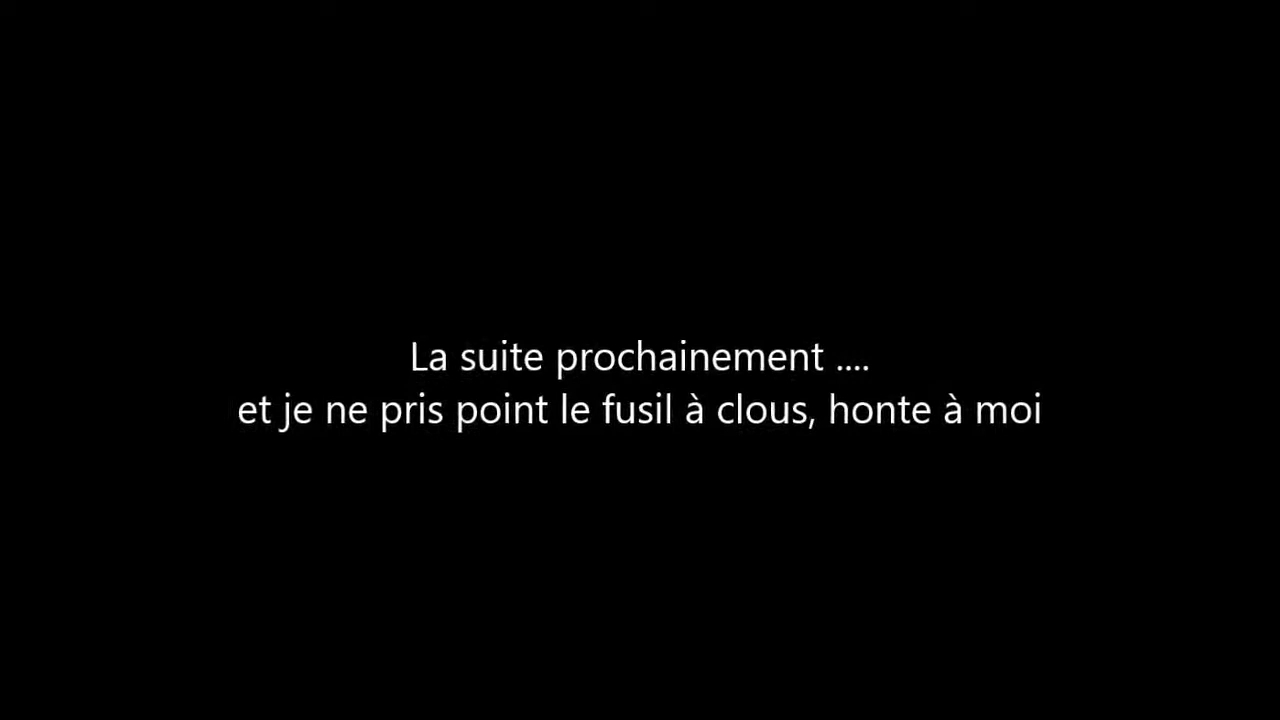 La suite prochainement ....
et je ne pris point le fusil à clous, honte à moi